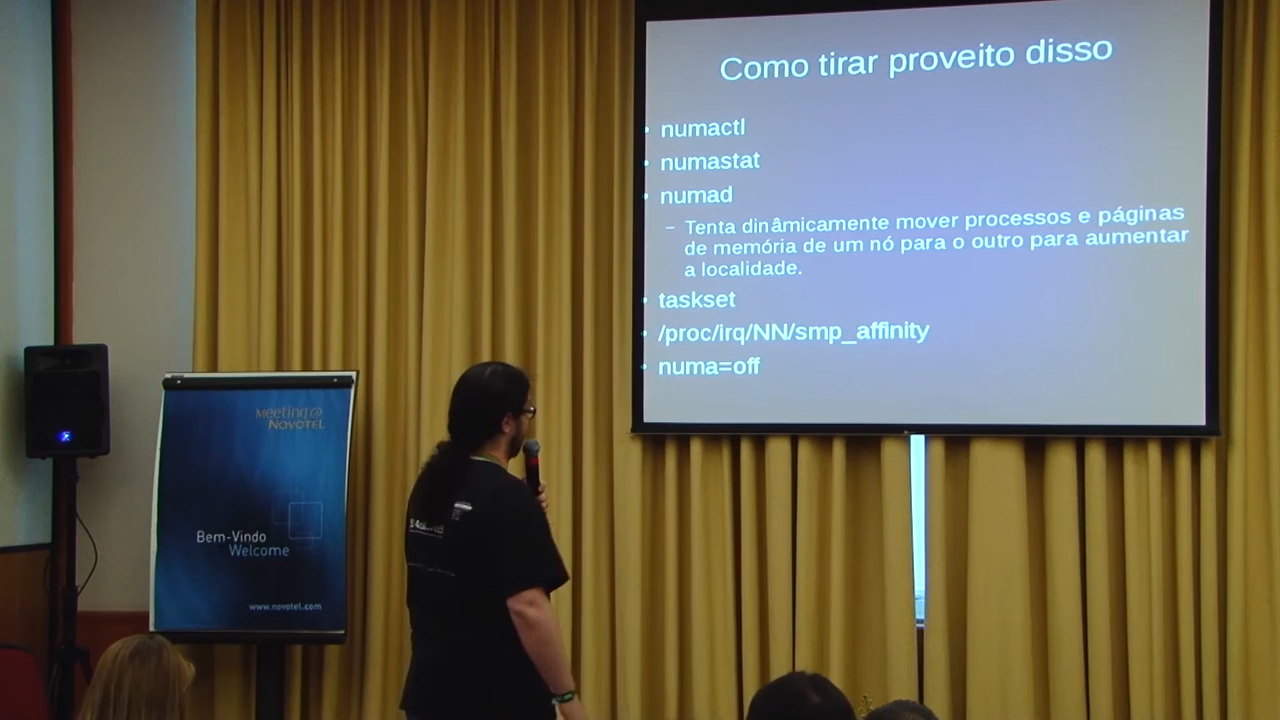 Como tirar proveito disso
• numactl
• numastat
• numad
– Tenta dinâmicamente mover processos e páginas
de memória de um nó para o outro para aumentar
a localidade.
• taskset
• /proc/irq/NN/smp_affinity
• numa=off
Meeting@
NOVOTEL
Bem-Vindo
Welcome
www.novotel.com